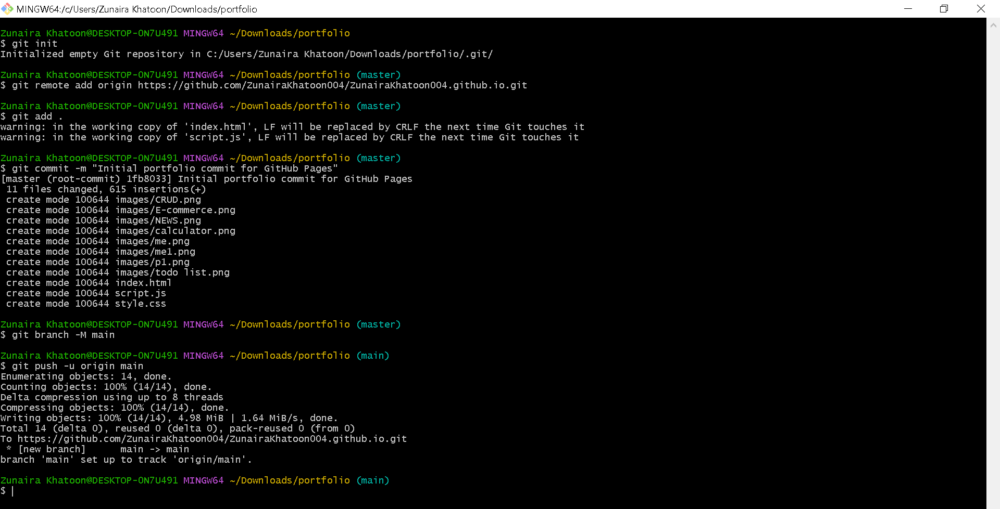 MINGW64:/c/Users/Zunaira Khatoon/Downloads/portfolio
Zunaira Khatoon@DESKTOP-0N7U491 MINGW64 ~/Downloads/portfolio
$ git init
Initialized empty Git repository in C:/Users/Zunaira Khatoon/Downloads/portfolio/.git/
Zunaira Khatoon@DESKTOP-0N7U491 MINGW64 ~/Downloads/portfolio (master)
$ git remote add origin https://github.com/ZunairaKhatoon004/ZunairaKhatoon004.github.io.git
Zunaira Khatoon@DESKTOP-0N7U491 MINGW64 ~/Downloads/portfolio (master)
$ git add .
warning: in the working copy of 'index.html', LF will be replaced by CRLF the next time Git touches it
warning: in the working copy of 'script.js', LF will be replaced by CRLF the next time Git touches it
Zunaira Khatoon@DESKTOP-0N7U491 MINGW64 ~/Downloads/portfolio (master)
$ git commit -m "Initial portfolio commit for GitHub Pages"
[master (root-commit) 1fb8033] Initial portfolio commit for GitHub Pages
 11 files changed, 615 insertions(+)
 create mode 100644 images/CRUD.png
 create mode 100644 images/E-commerce.png
 create mode 100644 images/NEWS.png
 create mode 100644 images/calculator.png
 create mode 100644 images/me.png
 create mode 100644 images/me1.png
 create mode 100644 images/p1.png
 create mode 100644 images/todo list.png
 create mode 100644 index.html
 create mode 100644 script.js
 create mode 100644 style.css
Zunaira Khatoon@DESKTOP-0N7U491 MINGW64 ~/Downloads/portfolio (master)
$ git branch -M main
Zunaira Khatoon@DESKTOP-0N7U491 MINGW64 ~/Downloads/portfolio (main)
$ git push -u origin main
Enumerating objects: 14, done.
Counting objects: 100% (14/14), done.
Delta compression using up to 8 threads
Compressing objects: 100% (14/14), done.
Writing objects: 100% (14/14), 4.98 MiB | 1.64 MiB/s, done.
Total 14 (delta 0), reused 0 (delta 0), pack-reused 0 (from 0)
To https://github.com/ZunairaKhatoon004/ZunairaKhatoon004.github.io.git
 * [new branch]      main -> main
branch 'main' set up to track 'origin/main'.
Zunaira Khatoon@DESKTOP-0N7U491 MINGW64 ~/Downloads/portfolio (main)
$